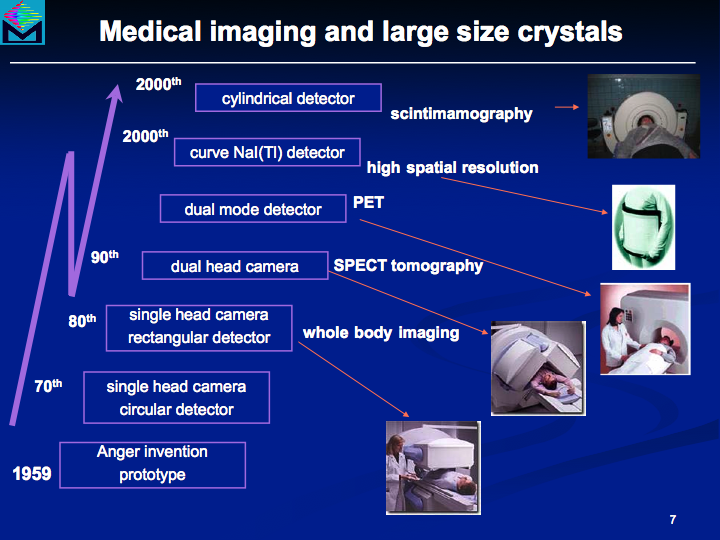 Medical imaging and large size crystals
2000th
cylindrical detector
scintimamography
2000th
curve NaI(Tl) detector
high spatial resolution
dual mode detector
PET
90th
dual head camera
SPECT tomography
80th
single head camera
rectangular detector
whole body imaging
70th
single head camera
circular detector
1959
Anger invention
prototype
7